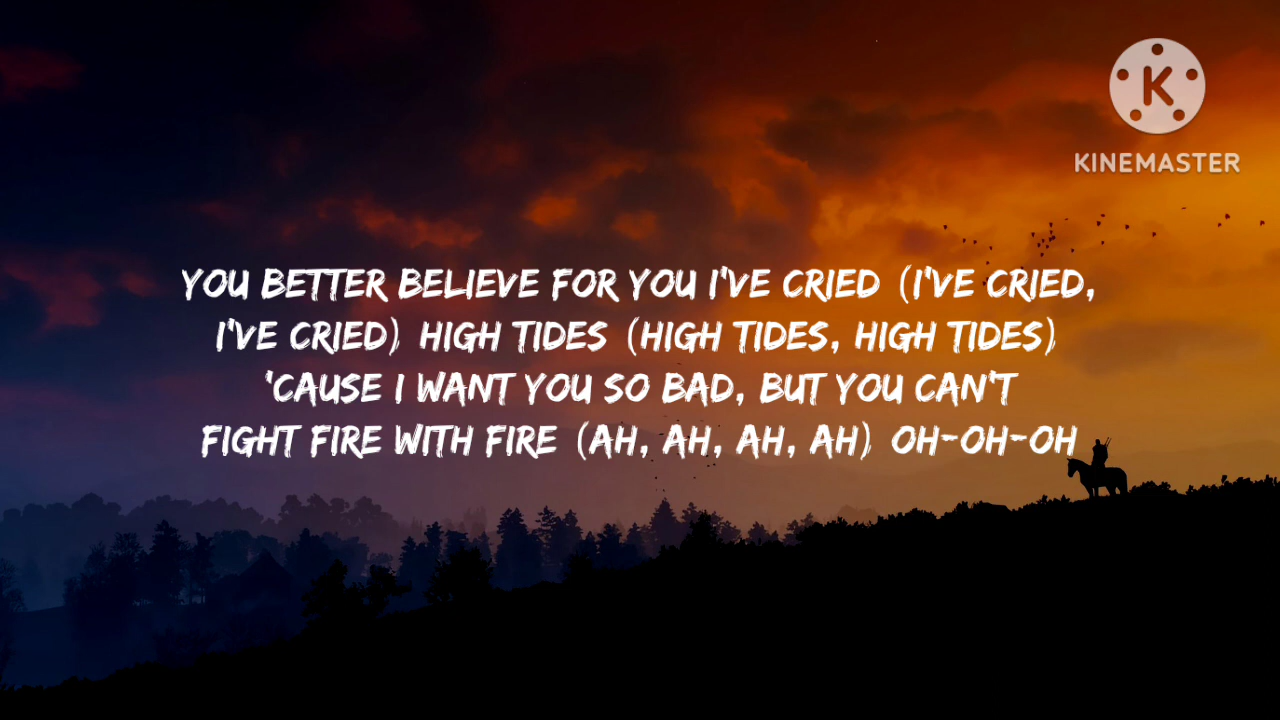 K
KINEMASTER
YOU BETTER BELIEVE FOR YOU I'VE CRIED (I'VE CRIED,
I'VE CRIED) HIGH TIDES (HIGH TIDES, HIGH TIDES)
'CAUSE I WANT YOU SO BAD, BUT YOU CAN'T
FIGHT FIRE WITH FIRE (AH, AH, AH, AH) OH-OH-OH